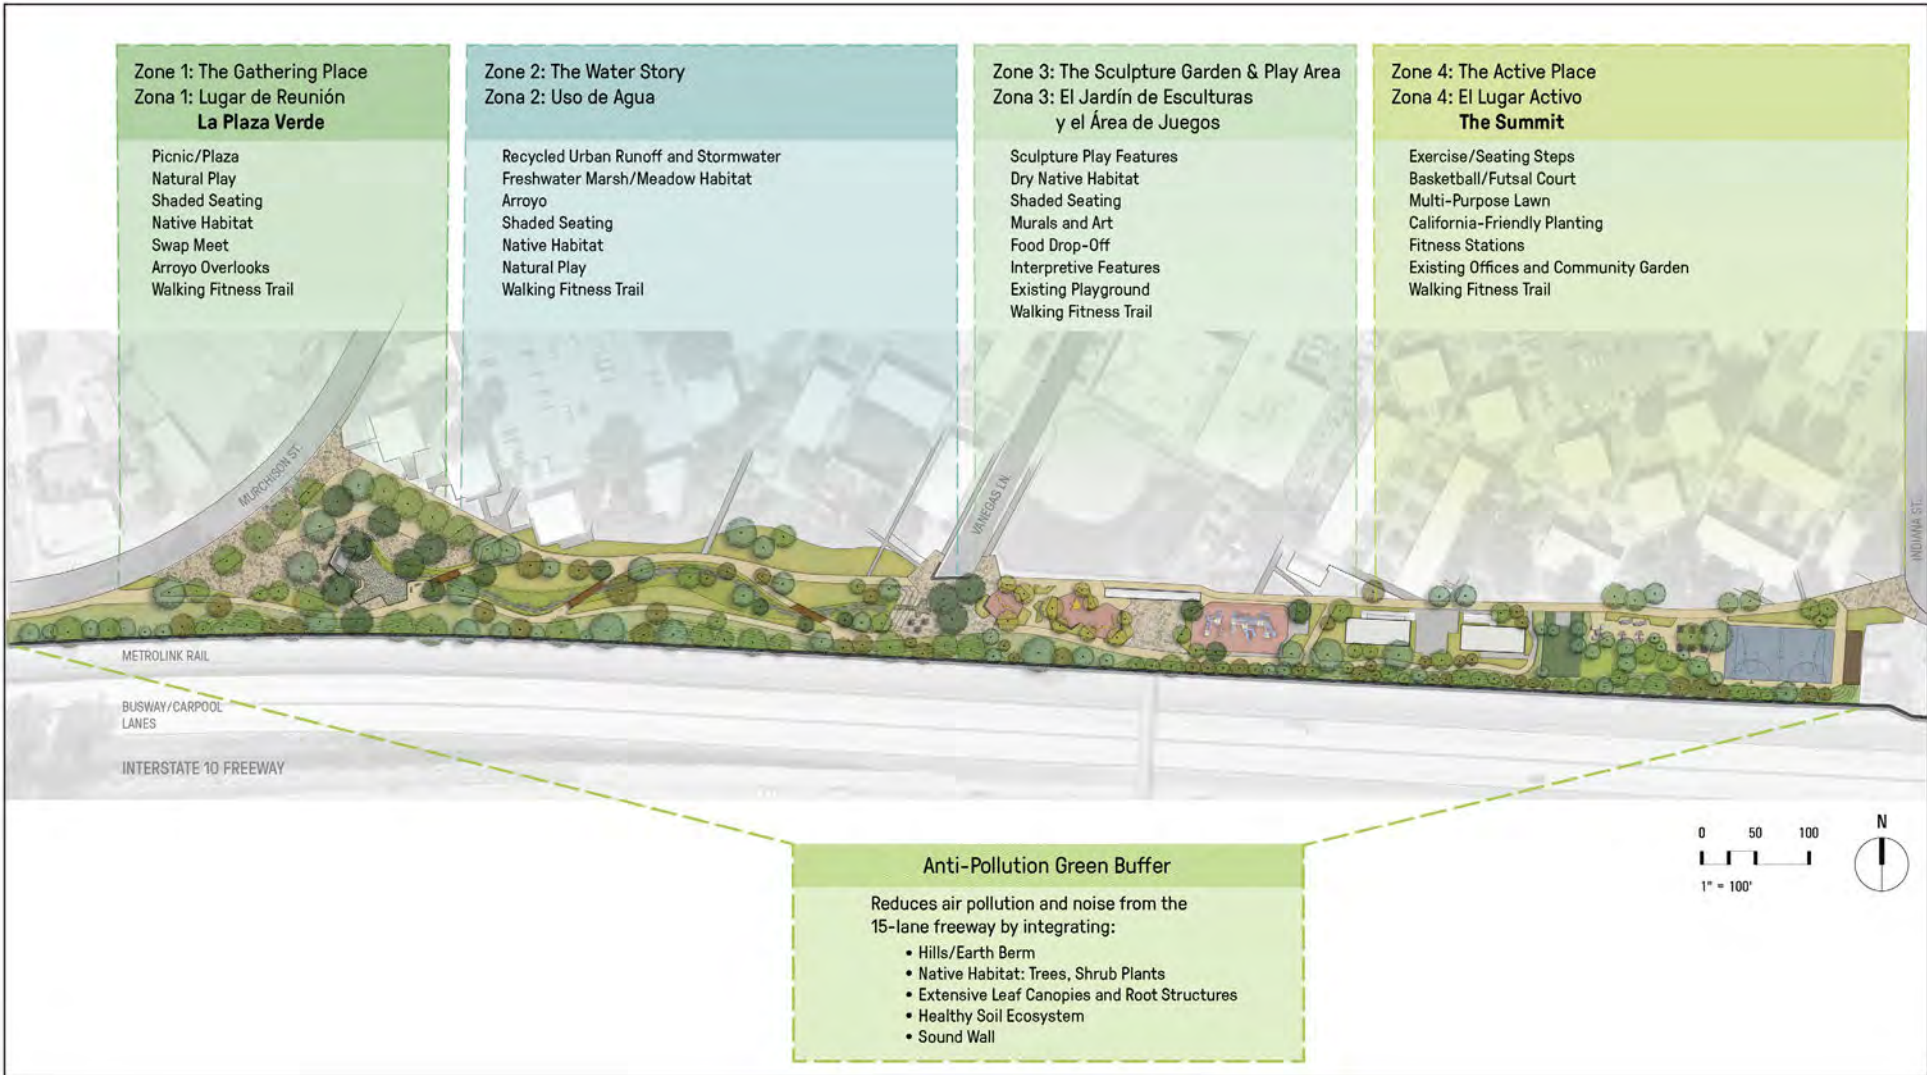 Zone 1: The Gathering Place
Zona 1: Lugar de Reunión
La Plaza Verde
Picnic/Plaza
Natural Play
Shaded Seating
Native Habitat
Swap Meet
Arroyo Overlooks
Walking Fitness Trail
Zone 2: The Water Story
Zona 2: Uso de Agua
Recycled Urban Runoff and Stormwater
Freshwater Marsh/Meadow Habitat
Arroyo
Shaded Seating
Native Habitat
Natural Play
Walking Fitness Trail
Zone 3: The Sculpture Garden & Play Area
Zona 3: El Jardín de Esculturas
y el Área de Juegos
Sculpture Play Features
Dry Native Habitat
Shaded Seating
Murals and Art
Food Drop-Off
Interpretive Features
Existing Playground
Walking Fitness Trail
Zone 4: The Active Place
Zona 4: El Lugar Activo
The Summit
Exercise/Seating Steps
Basketball/Futsal Court
Multi-Purpose Lawn
California-Friendly Planting
Fitness Stations
Existing Offices and Community Garden
Walking Fitness Trail
MURCHISON ST.
VANEGAS LN.
INDIANA ST.
METROLINK RAIL
BUSWAY/CARPOOL
LANES
INTERSTATE 10 FREEWAY
Anti-Pollution Green Buffer
Reduces air pollution and noise from the
15-lane freeway by integrating:
• Hills/Earth Berm
• Native Habitat: Trees, Shrub Plants
• Extensive Leaf Canopies and Root Structures
• Healthy Soil Ecosystem
• Sound Wall
0 50 100
1" = 100'
N